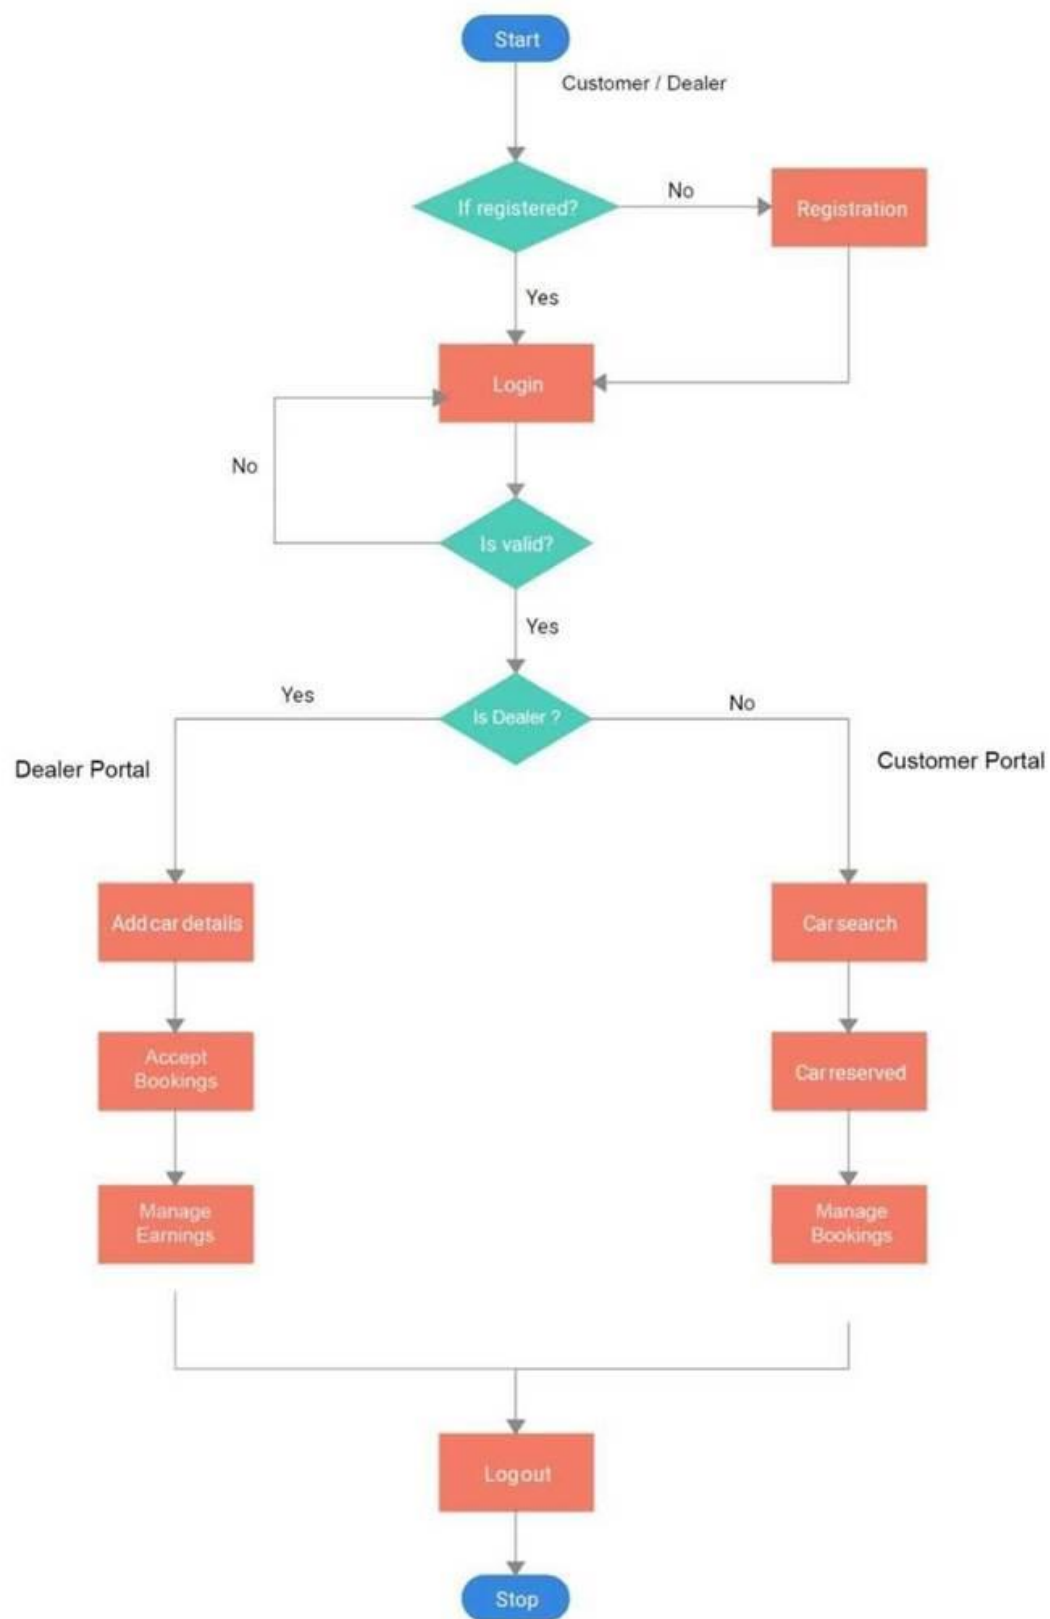 Start
Customer / Dealer
If registered?
No
Registration
Yes
Login
No
Is valid?
Yes
Yes
Is Dealer ?
No
Dealer Portal
Customer Portal
Add car details
Car search
Accept
Bookings
Car reserved
Manage
Earnings
Manage
Bookings
Logout
Stop